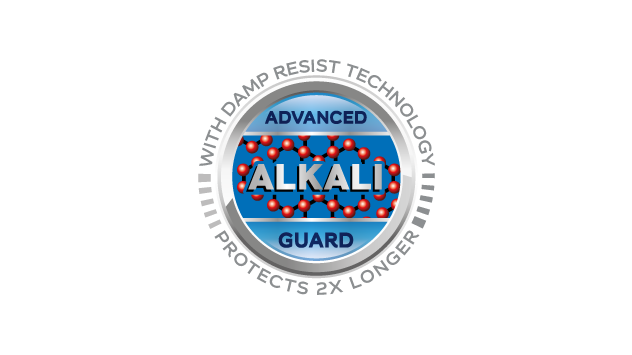 WITH DAMP RESIST TECHNOLOGY
ADVANCED
ALKALI
GUARD
PROTECTS 2X LONGER